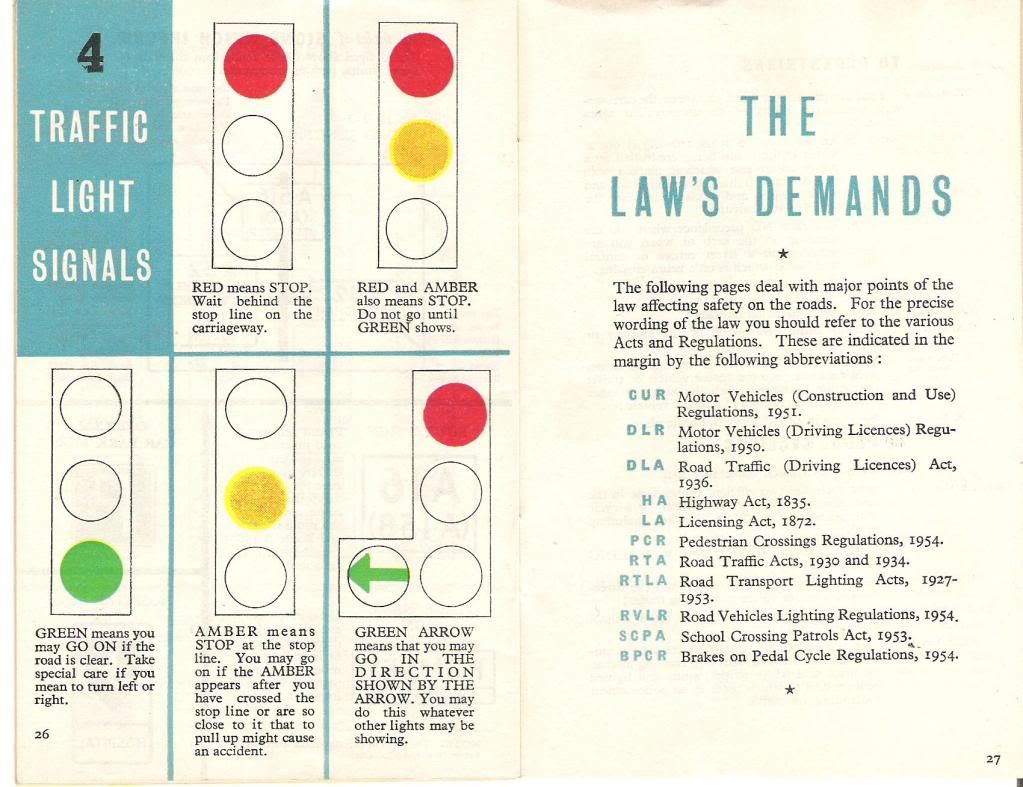 4
TRAFFIC
LIGHT
SIGNALS
RED means STOP.
Wait behind the
stop line on the
carriageway.
RED and AMBER
also means STOP.
Do not go until
GREEN shows.
GREEN means you
may GO ON if the
road is clear. Take
special care if you
mean to turn left or
right.
AMBER means
STOP at the stop
line. You may go
on if the AMBER
appears after you
have crossed the
stop line or are so
close to it that to
pull up might cause
an accident.
GREEN ARROW
means that you may
GO IN THE
DIRECTION
SHOWN BY THE
ARROW. You may
do this whatever
other lights may be
showing.
26
THE
LAW'S DEMANDS
The following pages deal with major points of the
law affecting safety on the roads. For the precise
wording of the law you should refer to the various
Acts and Regulations. These are indicated in the
margin by the following abbreviations :
CUR Motor Vehicles (Construction and Use)
Regulations, 1951.
DLR Motor Vehicles (Driving Licences) Regu-
lations, 1950.
DLA Road Traffic (Driving Licences) Act,
1936.
HA Highway Act, 1835.
LA Licensing Act, 1872.
PCR Pedestrian Crossings Regulations, 1954.
RTA Road Traffic Acts, 1930 and 1934.
RTLA Road Transport Lighting Acts, 1927-
1953.
RVLR Road Vehicles Lighting Regulations, 1954.
SCPA School Crossing Patrols Act, 1953.
BPCR Brakes on Pedal Cycle Regulations, 1954.
27